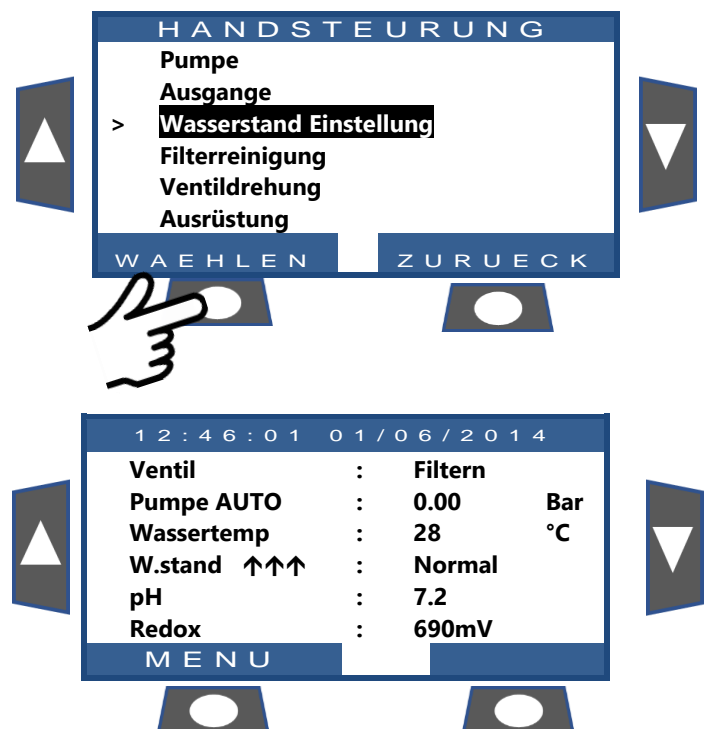 HANDSTEUERUNG
Pumpe
Ausgange
> Wasserstand Einstellung
Filterreinigung
Ventildrehung
Ausrüstung
WAEHLEN ZURUECK
12:46:01 01/06/2014
Ventil : Filtern
Pumpe AUTO : 0.00 Bar
Wassertemp : 28 °C
W.stand ↑↑↑ : Normal
pH : 7.2
Redox : 690mV
MENU